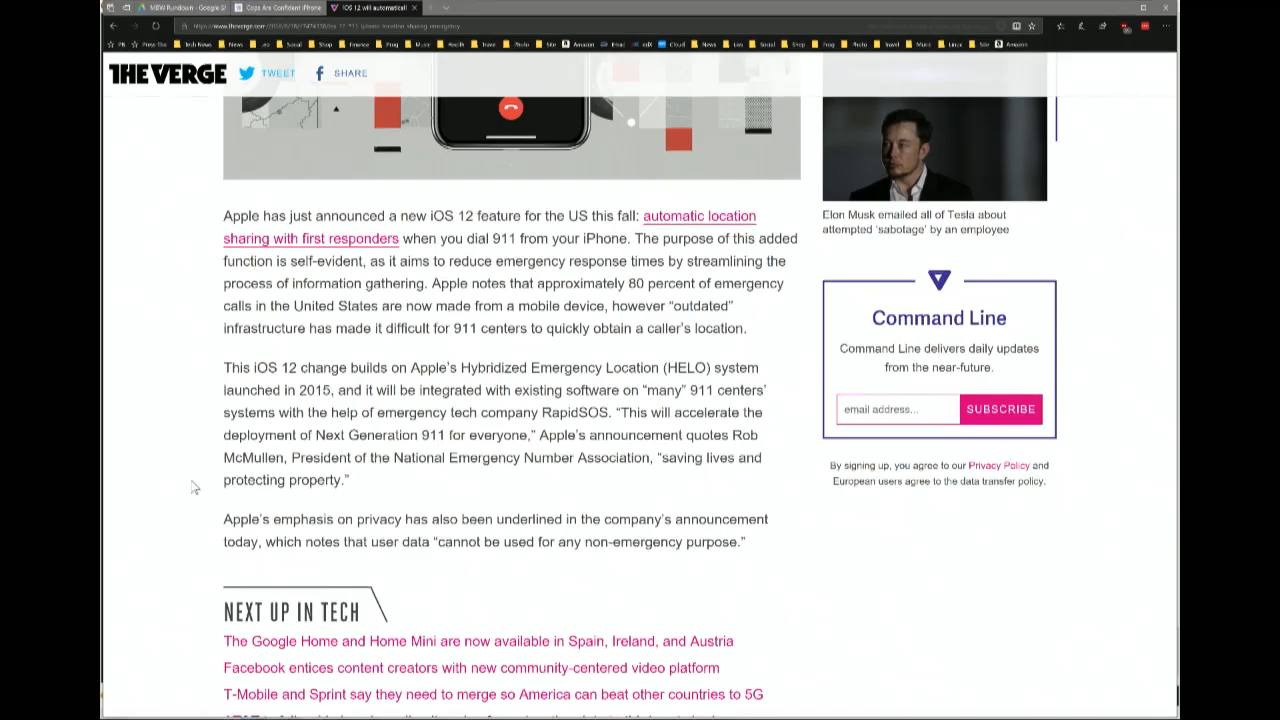 MBW Rundown - Google Sh
Cops Are Confident iPhone
iOS 12 will automatical
THE VERGE
TWEET
SHARE
Apple has just announced a new iOS 12 feature for the US this fall: automatic location
sharing with first responders when you dial 911 from your iPhone. The purpose of this added
function is self-evident, as it aims to reduce emergency response times by streamlining the
process of information gathering. Apple notes that approximately 80 percent of emergency
calls in the United States are now made from a mobile device, however “outdated”
infrastructure has made it difficult for 911 centers to quickly obtain a caller’s location.
This iOS 12 change builds on Apple’s Hybridized Emergency Location (HELO) system
launched in 2015, and it will be integrated with existing software on “many” 911 centers’
systems with the help of emergency tech company RapidSOS. “This will accelerate the
deployment of Next Generation 911 for everyone,” Apple’s announcement quotes Rob
McMullen, President of the National Emergency Number Association, “saving lives and
protecting property.”
Apple’s emphasis on privacy has also been underlined in the company’s announcement
today, which notes that user data “cannot be used for any non-emergency purpose.”
NEXT UP IN TECH
The Google Home and Home Mini are now available in Spain, Ireland, and Austria
Facebook entices content creators with new community-centered video platform
T-Mobile and Sprint say they need to merge so America can beat other countries to 5G
Elon Musk emailed all of Tesla about
attempted ‘sabotage’ by an employee
Command Line
Command Line delivers daily updates
from the near-future.
email address...
SUBSCRIBE
By signing up, you agree to our Privacy Policy and
European users agree to the data transfer policy.